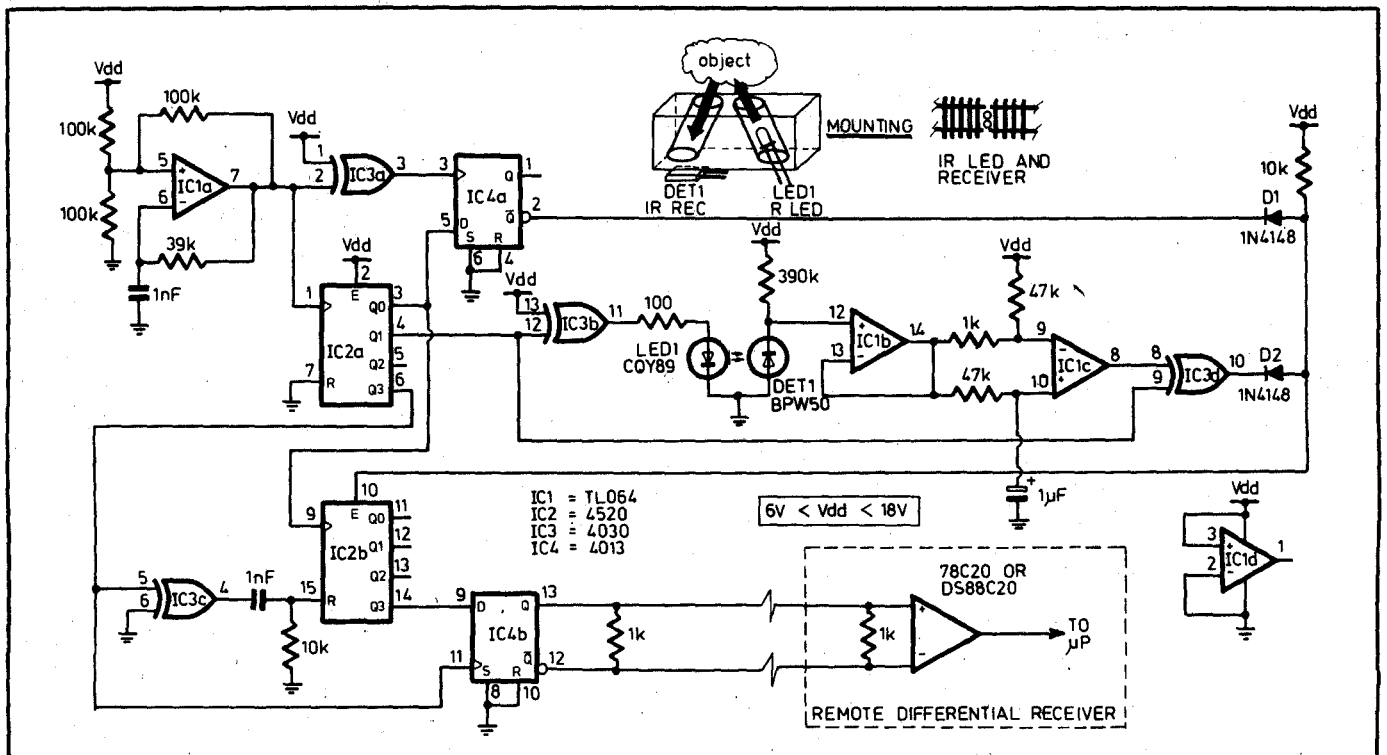 Vdd
100k
100k
5
6
+
-
IC1a
7
100k
39k
1nF
Vdd
1
2
IC3a
3
3
IC4a
Q
1
Q
2
5
D
S
R
6
4
object
DET1
IR REC
LED1
R LED
MOUNTING
IR LED AND
RECEIVER
Vdd
10k
D1
1N4148
Vdd
2
E
1
IC2a
Q0
3
Q1
4
Q2
5
Q3
6
7
R
Vdd
13
12
IC3b
11
100
LED1
CQY89
DET1
BPW50
Vdd
390k
12
13
+
-
IC1b
14
1k
47k
Vdd
47k
9
10
-
+
IC1c
8
8
9
IC3d
10
D2
1N4148
+
1µF
10
E
9
IC2b
Q0
11
Q1
12
Q2
13
Q3
14
15
R
5
6
IC3c
4
1nF
10k
IC1 = TL064
IC2 = 4520
IC3 = 4030
IC4 = 4013
6V < Vdd < 18V
9
D
Q
13
IC4b
11
Q
12
S
R
8
10
1k
78C20 OR
DS88C20
1k
+
-
TO
µP
REMOTE DIFFERENTIAL RECEIVER
Vdd
3
2
+
-
IC1d
1